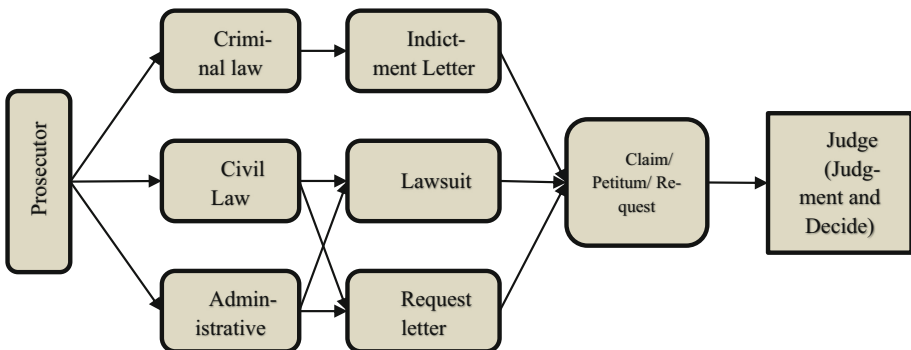 Prosecutor
Crimi-
nal law
Indict-
ment Letter
Civil
Law
Lawsuit
Admin-
istrative
Request
letter
Claim/
Petitum/ Re-
quest
Judge
(Judg-
ment and
Decide)